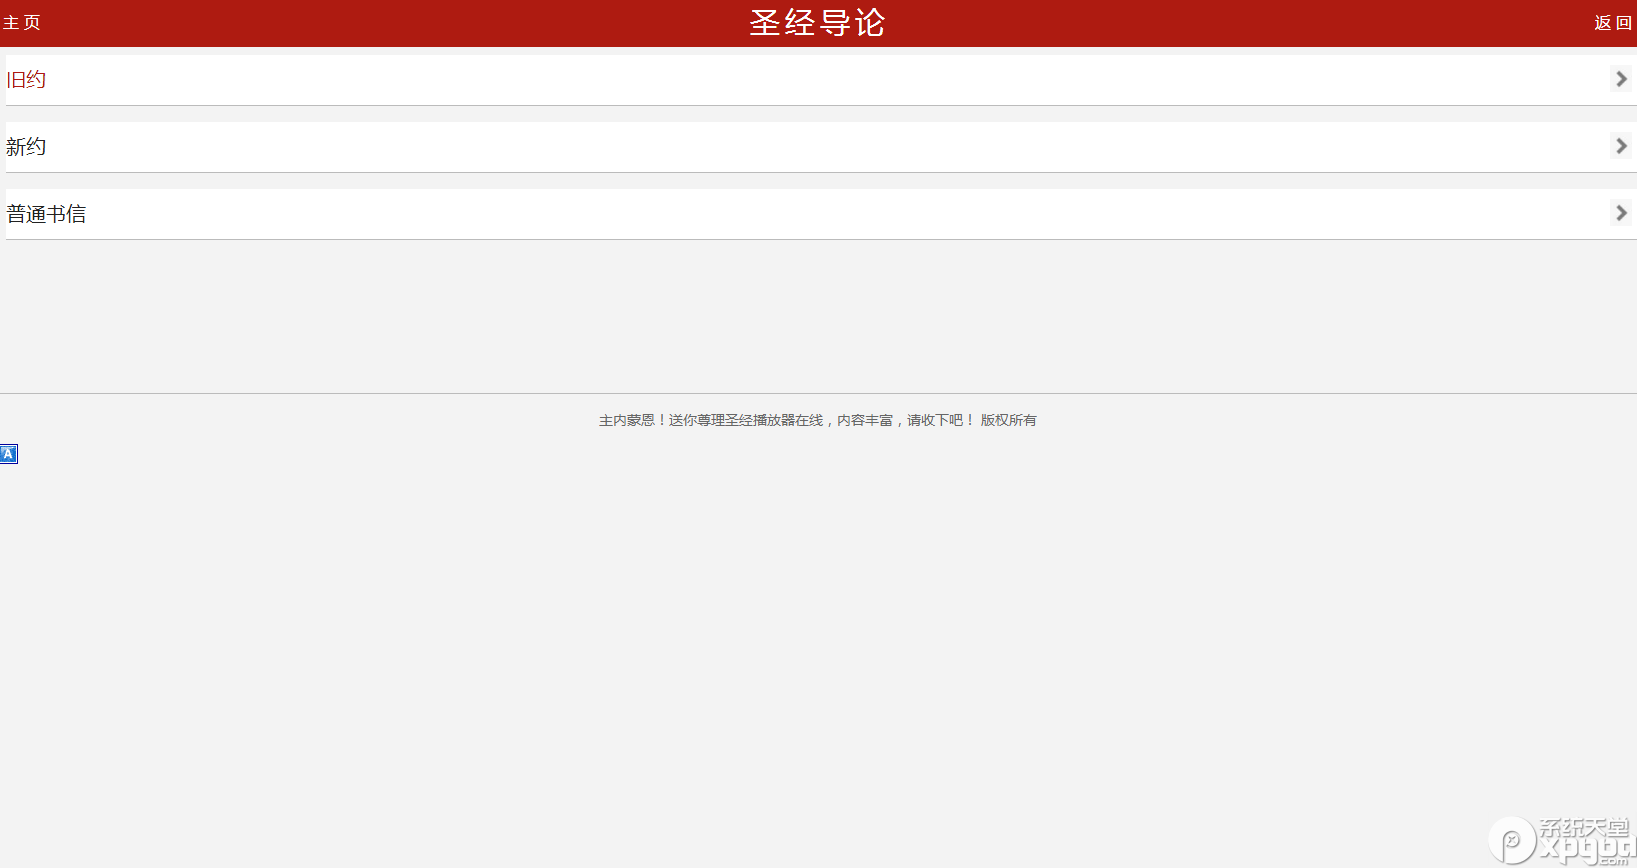 主页
圣经导论
返回
旧约
新约
普通书信
主内蒙恩！送你尊理圣经播放器在线，内容丰富，请收下吧！ 版权所有
A
系统天堂
xpgod
.com